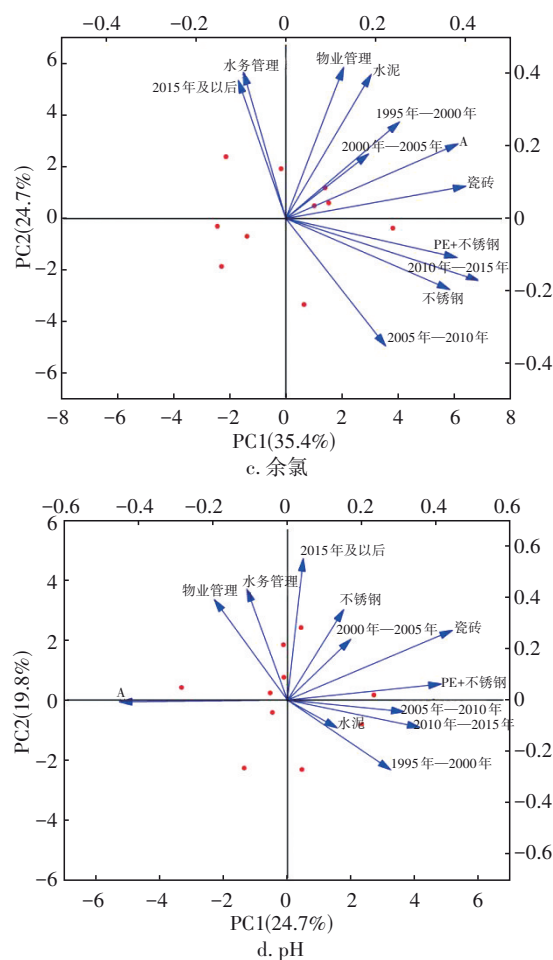 −0.4 −0.2 0 0.2 0.4
6
4
2
0
−2
−4
−6
0.4
0.2
0
−0.2
−0.4
PC2(24.7%)
水务管理
2015年及以后
物业管理
水泥
1995年—2000年
2000年—2005年
A
瓷砖
PE+不锈钢
2010年—2015年
不锈钢
2005年—2010年
−8 −6 −4 −2 0 2 4 6 8
PC1(35.4%)
c. 余氯
−0.6 −0.4 −0.2 0 0.2 0.4 0.6
6
4
2
0
−2
−4
−6
0.6
0.4
0.2
0
−0.2
−0.4
−0.6
PC2(19.8%)
2015年及以后
水务管理
物业管理
不锈钢
2000年—2005年
瓷砖
PE+不锈钢
A
2005年—2010年
水泥
2010年—2015年
1995年—2000年
−6 −4 −2 0 2 4 6
PC1(24.7%)
d. pH